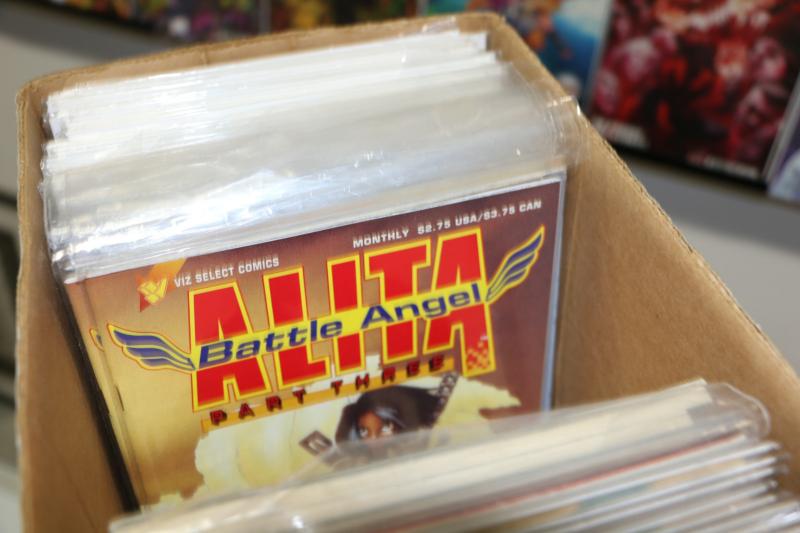 VIZ SELECT COMICS
MONTHLY $2.75 USA/$3.75 CAN
ALITA
Battle Angel
PART THREE